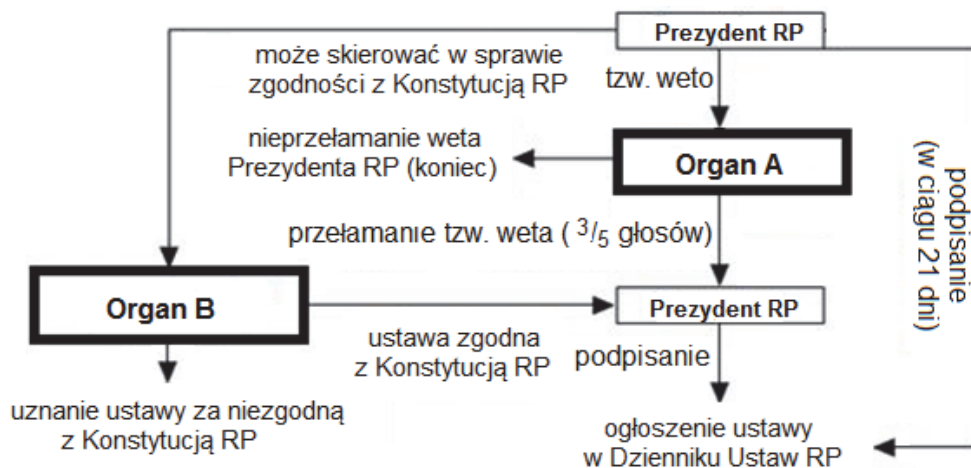 Prezydent RP
może skierować w sprawie
zgodności z Konstytucją RP
tzw. weto
nieprzełamanie weta
Prezydenta RP (koniec)
Organ A
podpisanie
(w ciągu 21 dni)
przełamanie tzw. weta ( 3/5 głosów)
Organ B
Prezydent RP
ustawa zgodna
z Konstytucją RP
podpisanie
uznanie ustawy za niezgodną
z Konstytucją RP
ogłoszenie ustawy
w Dzienniku Ustaw RP